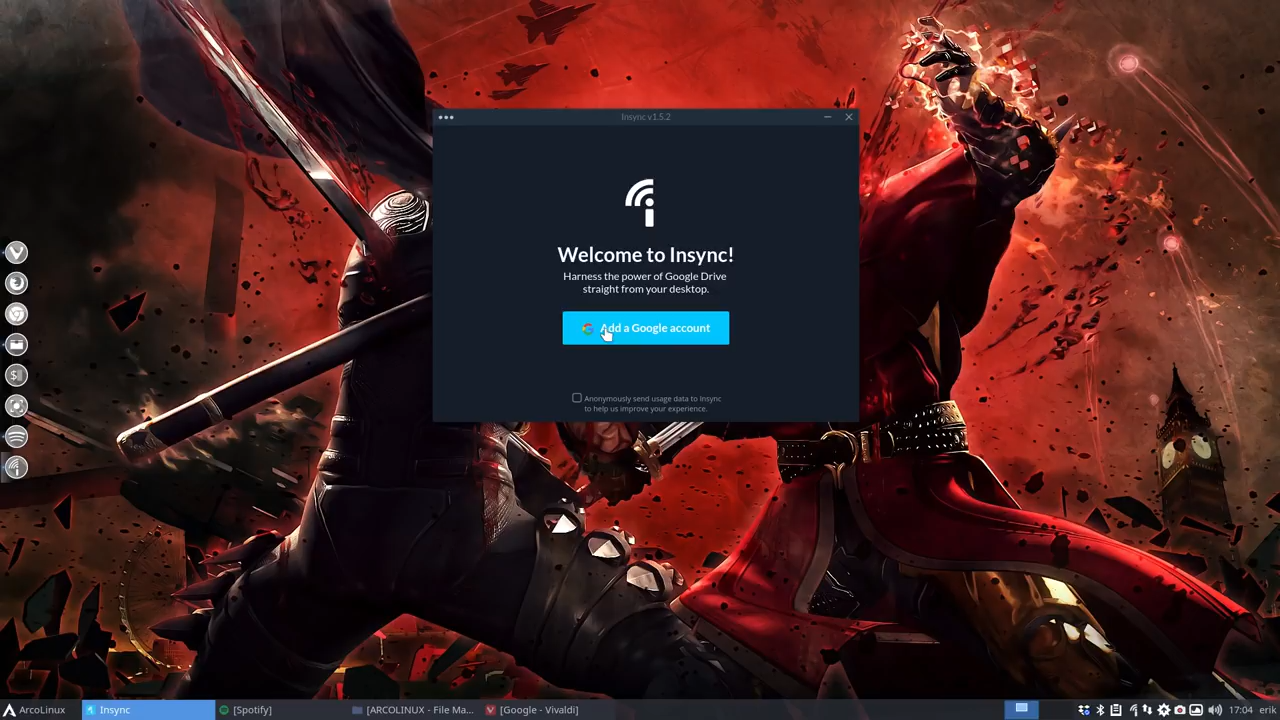 Insync v1.5.2
Welcome to Insync!
Harness the power of Google Drive
straight from your desktop.
Add a Google account
Anonymously send usage data to Insync
to help us improve your experience.
ArcoLinux
Insync
[Spotify]
[ARCOLINUX - File Ma...
[Google - Vivaldi]
17:04
erik